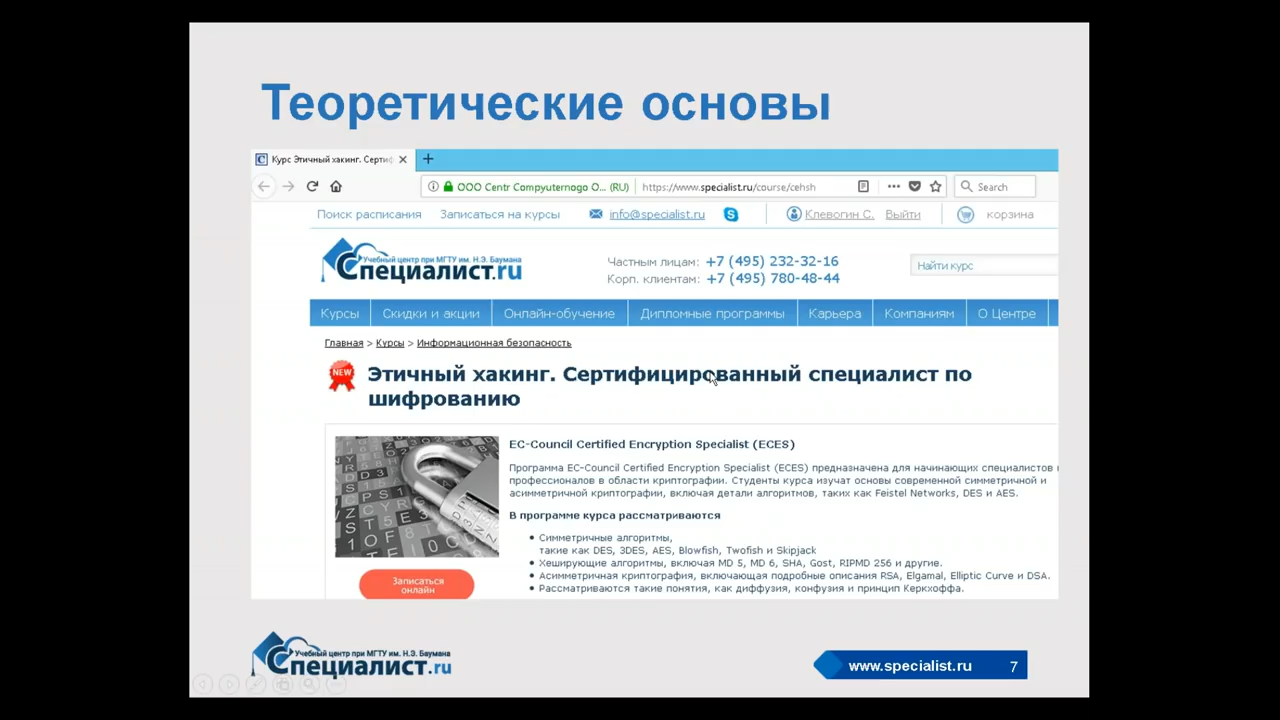 Теоретические основы
Курс Этичный хакинг. Сертиф
ООО Centr Compyuternogo O... (RU) https://www.specialist.ru/course/cehsh Search
Поиск расписания Записаться на курсы info@specialist.ru Клевогин С. Выйти корзина
Учебный центр при МГТУ им. Н.Э. Баумана
Специалист.ru
Частным лицам: +7 (495) 232-32-16
Корп. клиентам: +7 (495) 780-48-44
Найти курс
Курсы Скидки и акции Онлайн-обучение Дипломные программы Карьера Компаниям О Центре
Главная > Курсы > Информационная безопасность
NEW
Этичный хакинг. Сертифицированный специалист по
шифрованию
EC-Council Certified Encryption Specialist (ECES)
Программа EC-Council Certified Encryption Specialist (ECES) предназначена для начинающих специалистов и
профессионалов в области криптографии. Студенты курса изучат основы современной симметричной и
асимметричной криптографии, включая детали алгоритмов, таких как Feistel Networks, DES и AES.
В программе курса рассматриваются
• Симметричные алгоритмы,
такие как DES, 3DES, AES, Blowfish, Twofish и Skipjack
• Хеширующие алгоритмы, включая MD 5, MD 6, SHA, Gost, RIPMD 256 и другие.
• Асимметричная криптография, включающая подробные описания RSA, Elgamal, Elliptic Curve и DSA.
• Рассматриваются такие понятия, как диффузия, конфузия и принцип Керкхоффа.
Записаться
онлайн
Учебный центр при МГТУ им. Н.Э. Баумана
Специалист.ru
www.specialist.ru 7